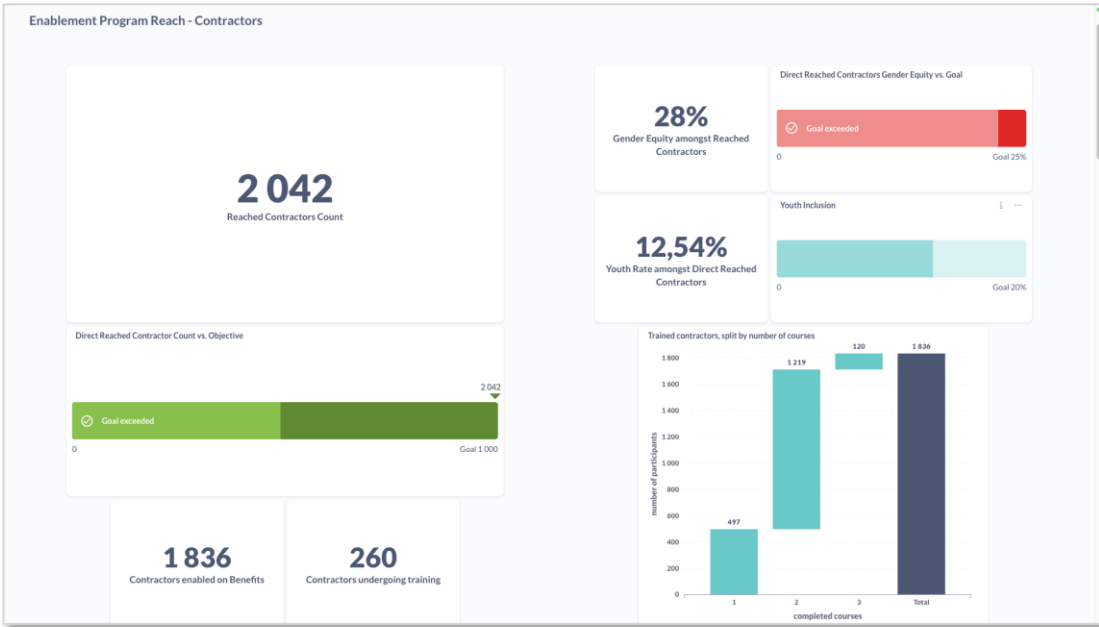 Enablement Program Reach - Contractors
2 042
Reached Contractors Count
28%
Gender Equity amongst Reached
Contractors
Direct Reached Contractors Gender Equity vs. Goal
Goal exceeded
0
Goal 25%
12,54%
Youth Rate amongst Direct Reached
Contractors
Youth Inclusion
0
Goal 20%
Direct Reached Contractor Count vs. Objective
2 042
Goal exceeded
0
Goal 1 000
1 836
Contractors enabled on Benefits
260
Contractors undergoing training
Trained contractors, split by number of courses
number of participants
1 800
1 600
1 400
1 200
1 000
800
600
400
200
0
497
1 219
120
1 836
1
2
3
Total
completed courses